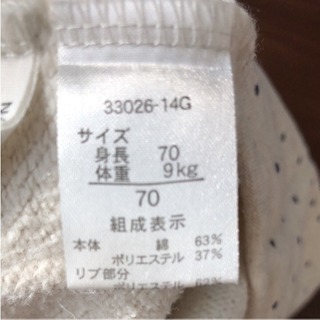 33026-14G
サイズ
身長 70
体重 9kg
70
組成表示
本体 綿 63%
ポリエステル 37%
リブ部分